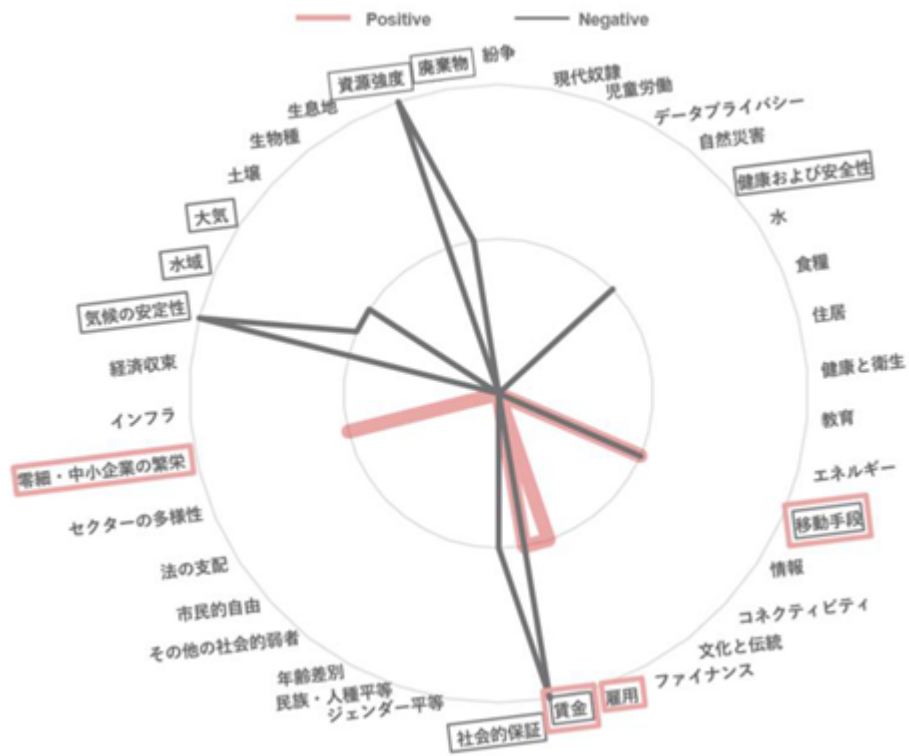 Positive
Negative
紛争
現代奴隷
児童労働
データプライバシー
自然災害
健康および安全性
水
食糧
住居
健康と衛生
教育
エネルギー
移動手段
情報
コネクティビティ
文化と伝統
ファイナンス
雇用
賃金
社会的保証
ジェンダー平等
民族・人種平等
年齢差別
その他の社会的弱者
市民的自由
法の支配
セクターの多様性
零細・中小企業の繁栄
インフラ
経済収束
気候の安定性
水域
大気
土壌
生物種
生息地
資源強度
廃棄物